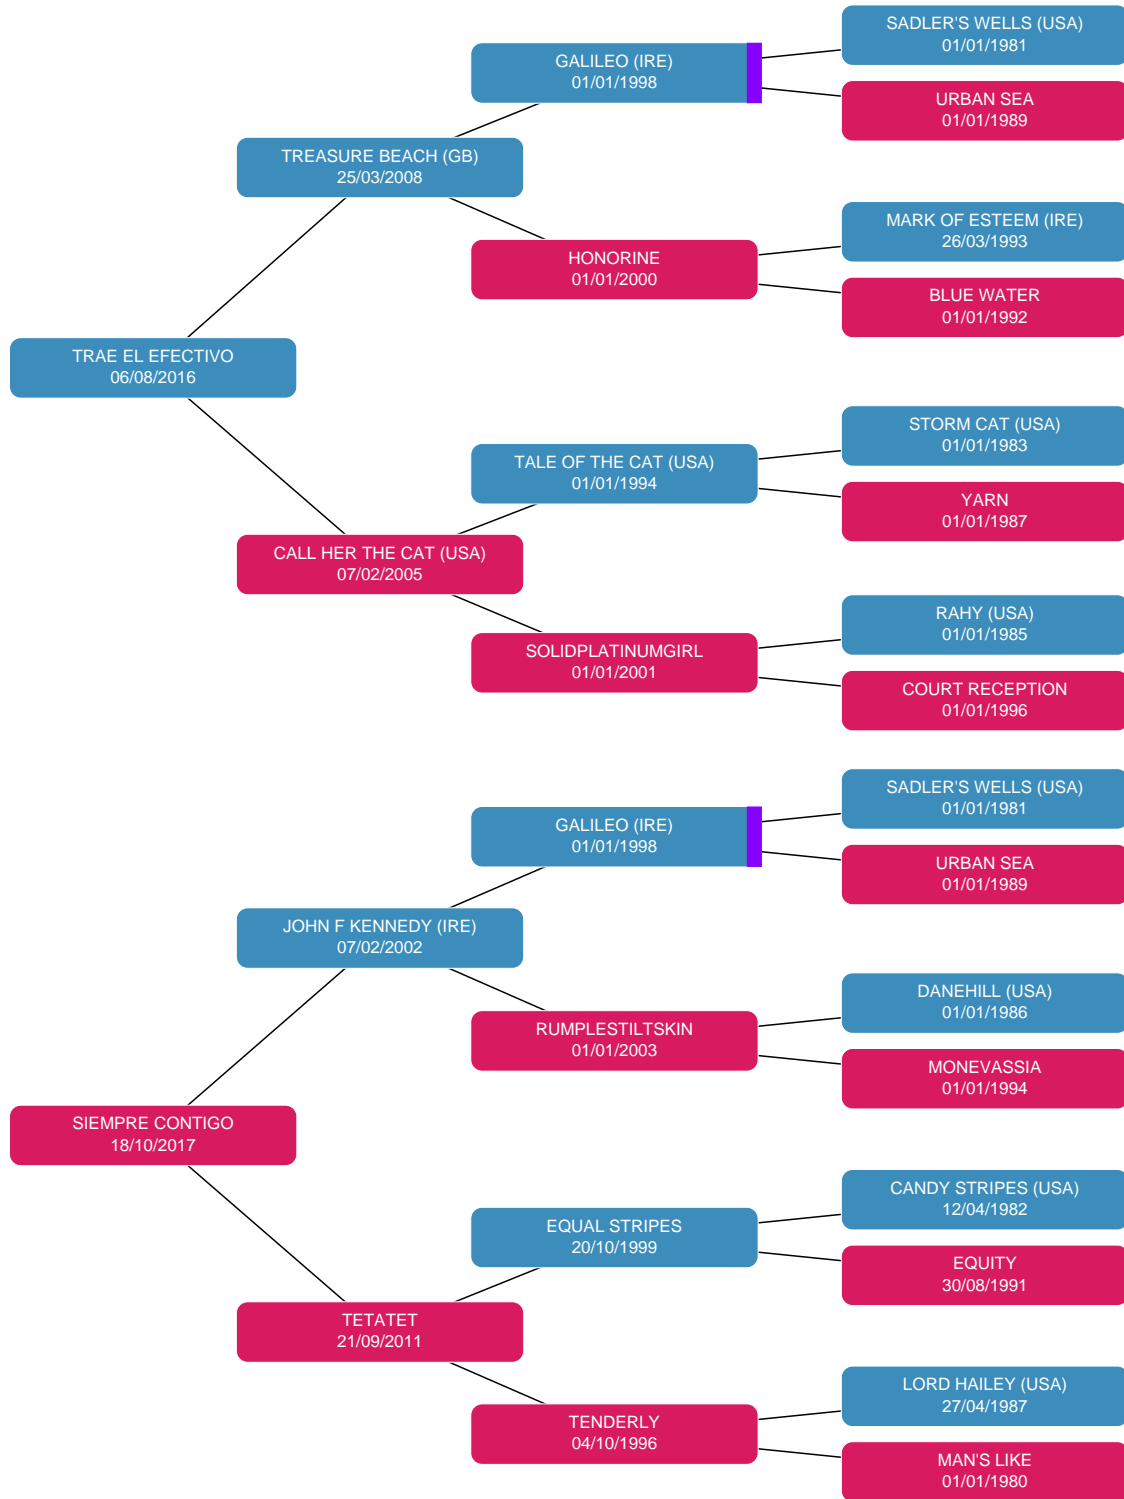 SADLER'S WELLS (USA)
01/01/1981
GALILEO (IRE)
01/01/1998
URBAN SEA
01/01/1989
TREASURE BEACH (GB)
25/03/2008
MARK OF ESTEEM (IRE)
26/03/1993
HONORINE
01/01/2000
BLUE WATER
01/01/1992
TRAE EL EFECTIVO
06/08/2016
STORM CAT (USA)
01/01/1983
TALE OF THE CAT (USA)
01/01/1994
YARN
01/01/1987
CALL HER THE CAT (USA)
07/02/2005
RAHY (USA)
01/01/1985
SOLIDPLATINUMGIRL
01/01/2001
COURT RECEPTION
01/01/1996
SADLER'S WELLS (USA)
01/01/1981
GALILEO (IRE)
01/01/1998
URBAN SEA
01/01/1989
JOHN F KENNEDY (IRE)
07/02/2002
DANEHILL (USA)
01/01/1986
RUMPLESTILTSKIN
01/01/2003
MONEVASSIA
01/01/1994
SIEMPRE CONTIGO
18/10/2017
CANDY STRIPES (USA)
12/04/1982
EQUAL STRIPES
20/10/1999
EQUITY
30/08/1991
TETATET
21/09/2011
LORD HAILEY (USA)
27/04/1987
TENDERLY
04/10/1996
MAN'S LIKE
01/01/1980